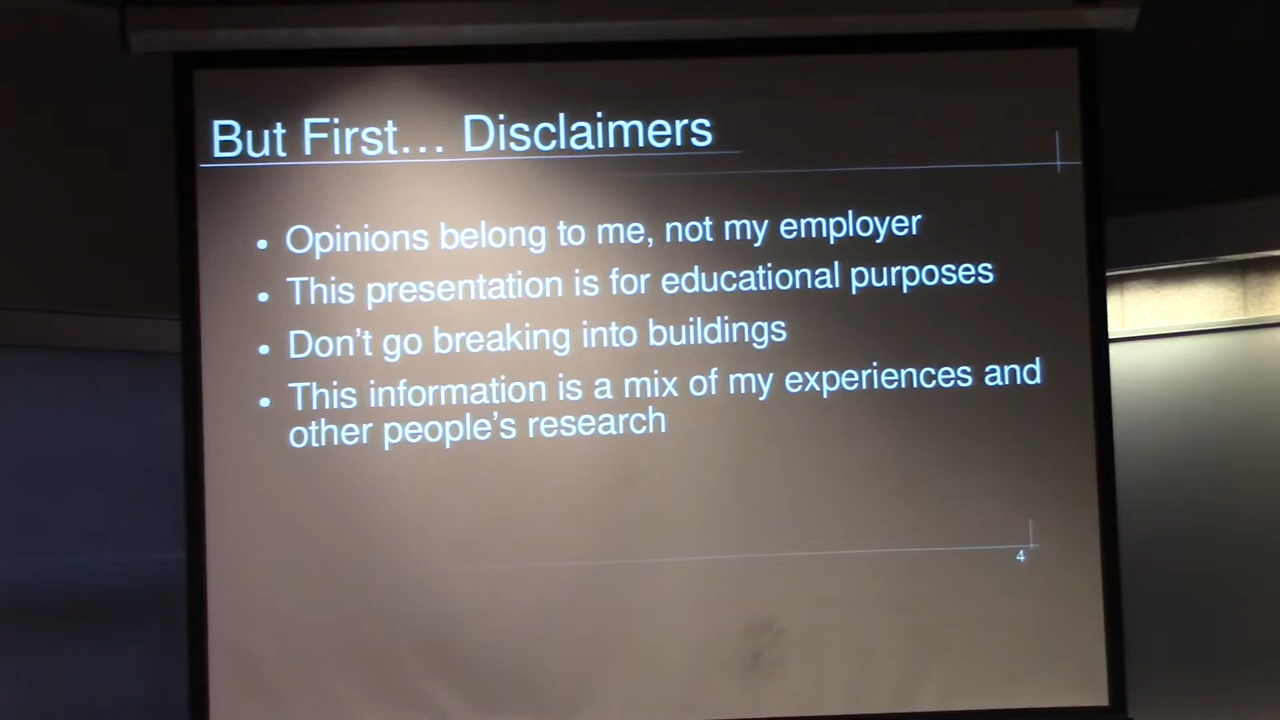 But First… Disclaimers
• Opinions belong to me, not my employer
• This presentation is for educational purposes
• Don’t go breaking into buildings
• This information is a mix of my experiences and
other people’s research
4